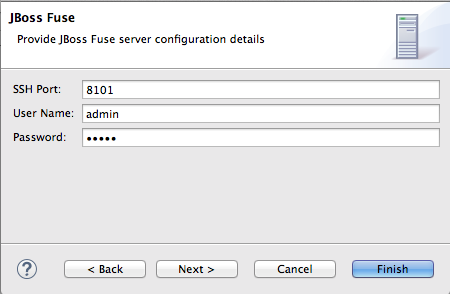 JBoss Fuse
Provide JBoss Fuse server configuration details
SSH Port: 8101
User Name: admin
Password: •••••
? < Back Next > Cancel Finish